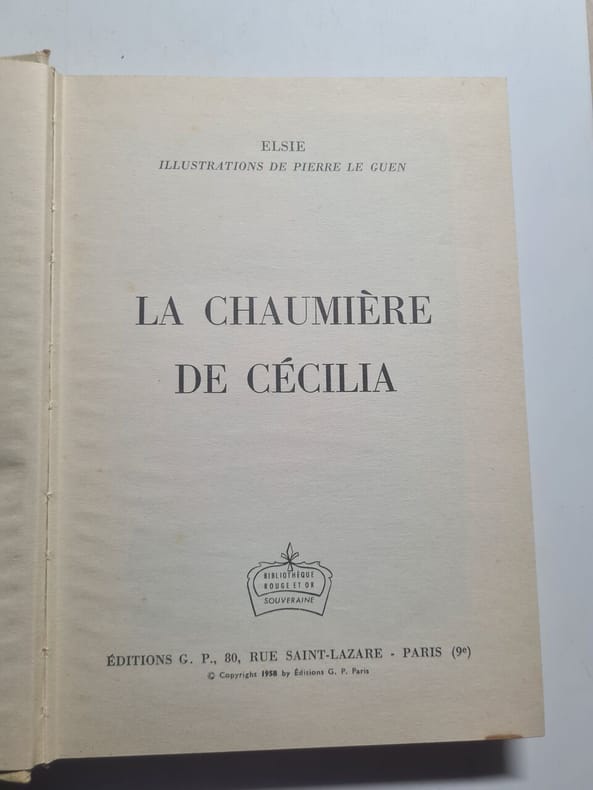 ELSIE
ILLUSTRATIONS DE PIERRE LE GUEN
LA CHAUMIÈRE
DE CÉCILIA
BIBLIOTHÈQUE
ROUGE ET OR
SOUVERAINE
ÉDITIONS G. P., 80, RUE SAINT-LAZARE - PARIS (9e)
© Copyright 1958 by Éditions G. P. Paris